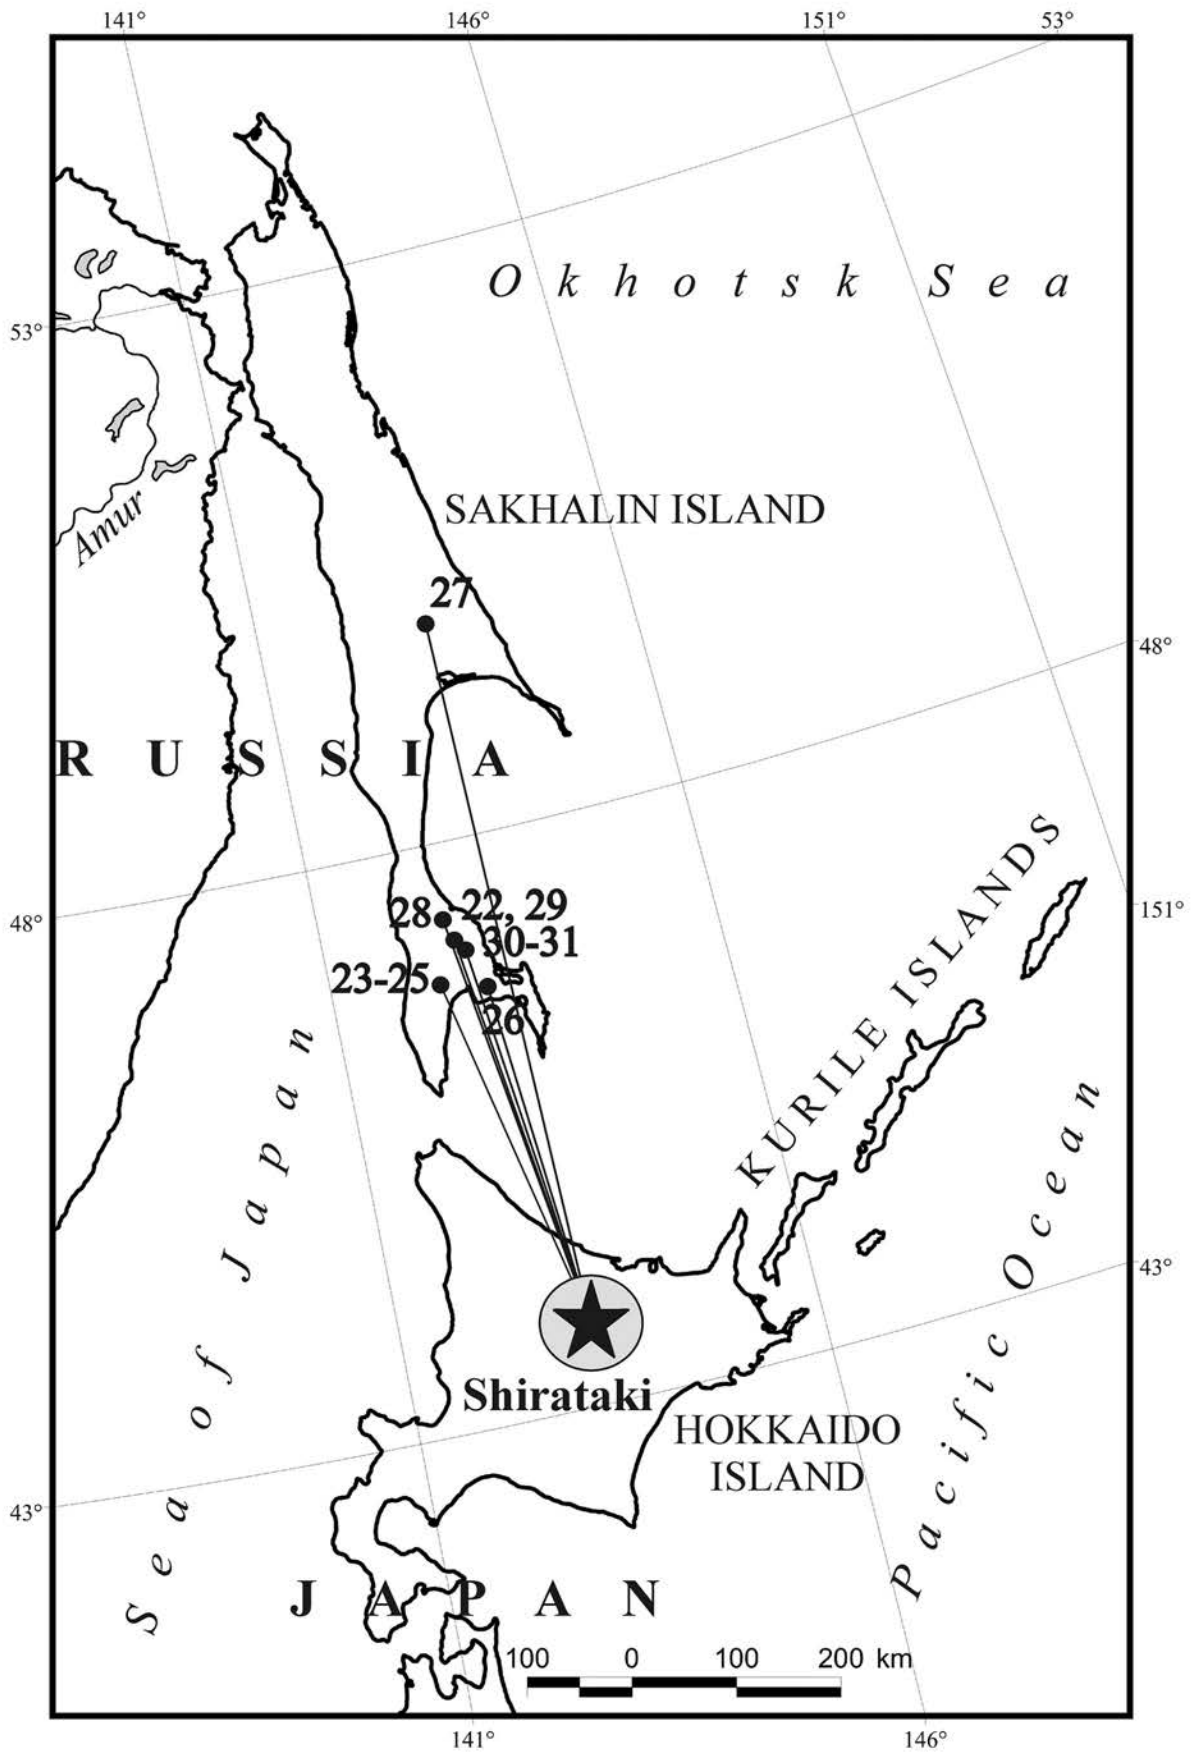 141° 146° 151° 53°
Okhotsk Sea
53°
Amur
SAKHALIN ISLAND
27
48°
RUSSIA
KURILE ISLANDS
28 22, 29
48° 151°
30-31
23-25
26
Sea of Japan
Pacific Ocean
43°
Shirataki
HOKKAIDO
ISLAND
43°
JAPAN
100 0 100 200 km
141° 146°